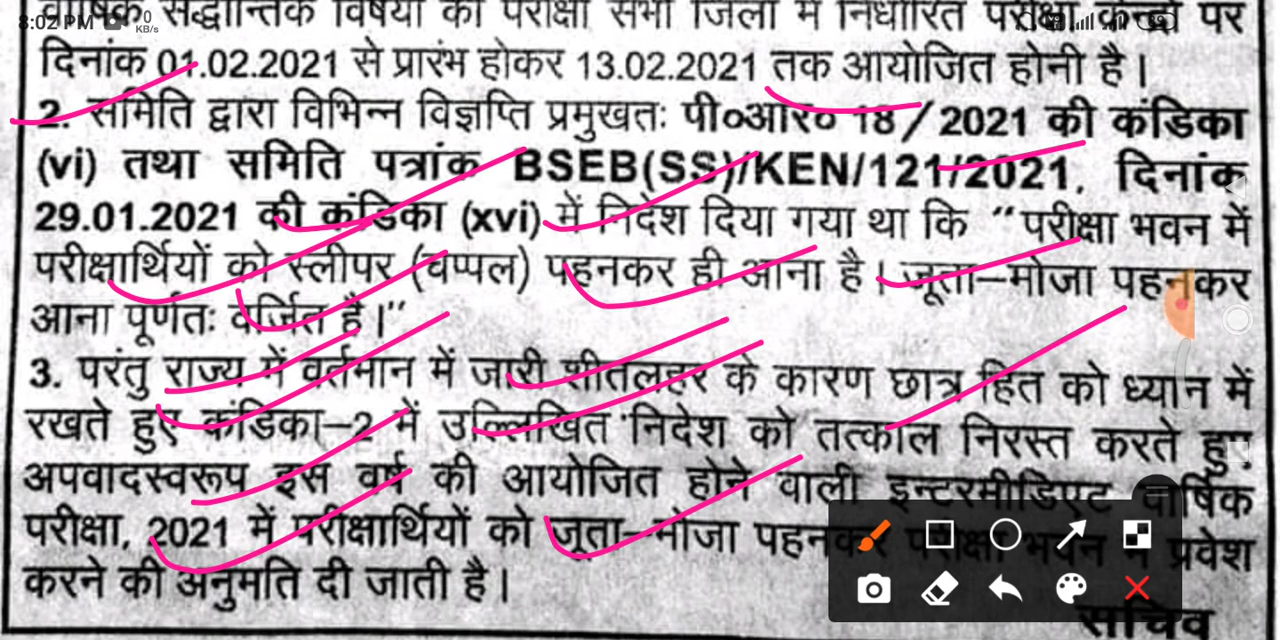 वार्षिक सैद्धान्तिक विषयों की परीक्षा सभी जिलों में निर्धारित परीक्षा केन्द्रों पर
8:02 PM 0 KB/s
दिनांक 01.02.2021 से प्रारंभ होकर 13.02.2021 तक आयोजित होनी है।
2. समिति द्वारा विभिन्न विज्ञप्ति प्रमुखतः पी०आर० 18/2021 की कंडिका
(vi) तथा समिति पत्रांक BSEB(SS)/KEN/121/2021, दिनांक
29.01.2021 की कंडिका (xvi) में निदेश दिया गया था कि “परीक्षा भवन में
परीक्षार्थियों को स्लीपर (चप्पल) पहनकर ही आना है। जूता–मोजा पहनकर
आना पूर्णतः वर्जित है।”
3. परंतु राज्य में वर्तमान में जारी शीतलहर के कारण छात्र हित को ध्यान में
रखते हुए कंडिका–2 में उल्लिखित निदेश को तत्काल निरस्त करते हुए
अपवादस्वरूप इस वर्ष की आयोजित होने वाली इन्टरमीडिएट वार्षिक
परीक्षा, 2021 में परीक्षार्थियों को जूता–मोजा पहनकर परीक्षा भवन में प्रवेश
करने की अनुमति दी जाती है।
सचिव